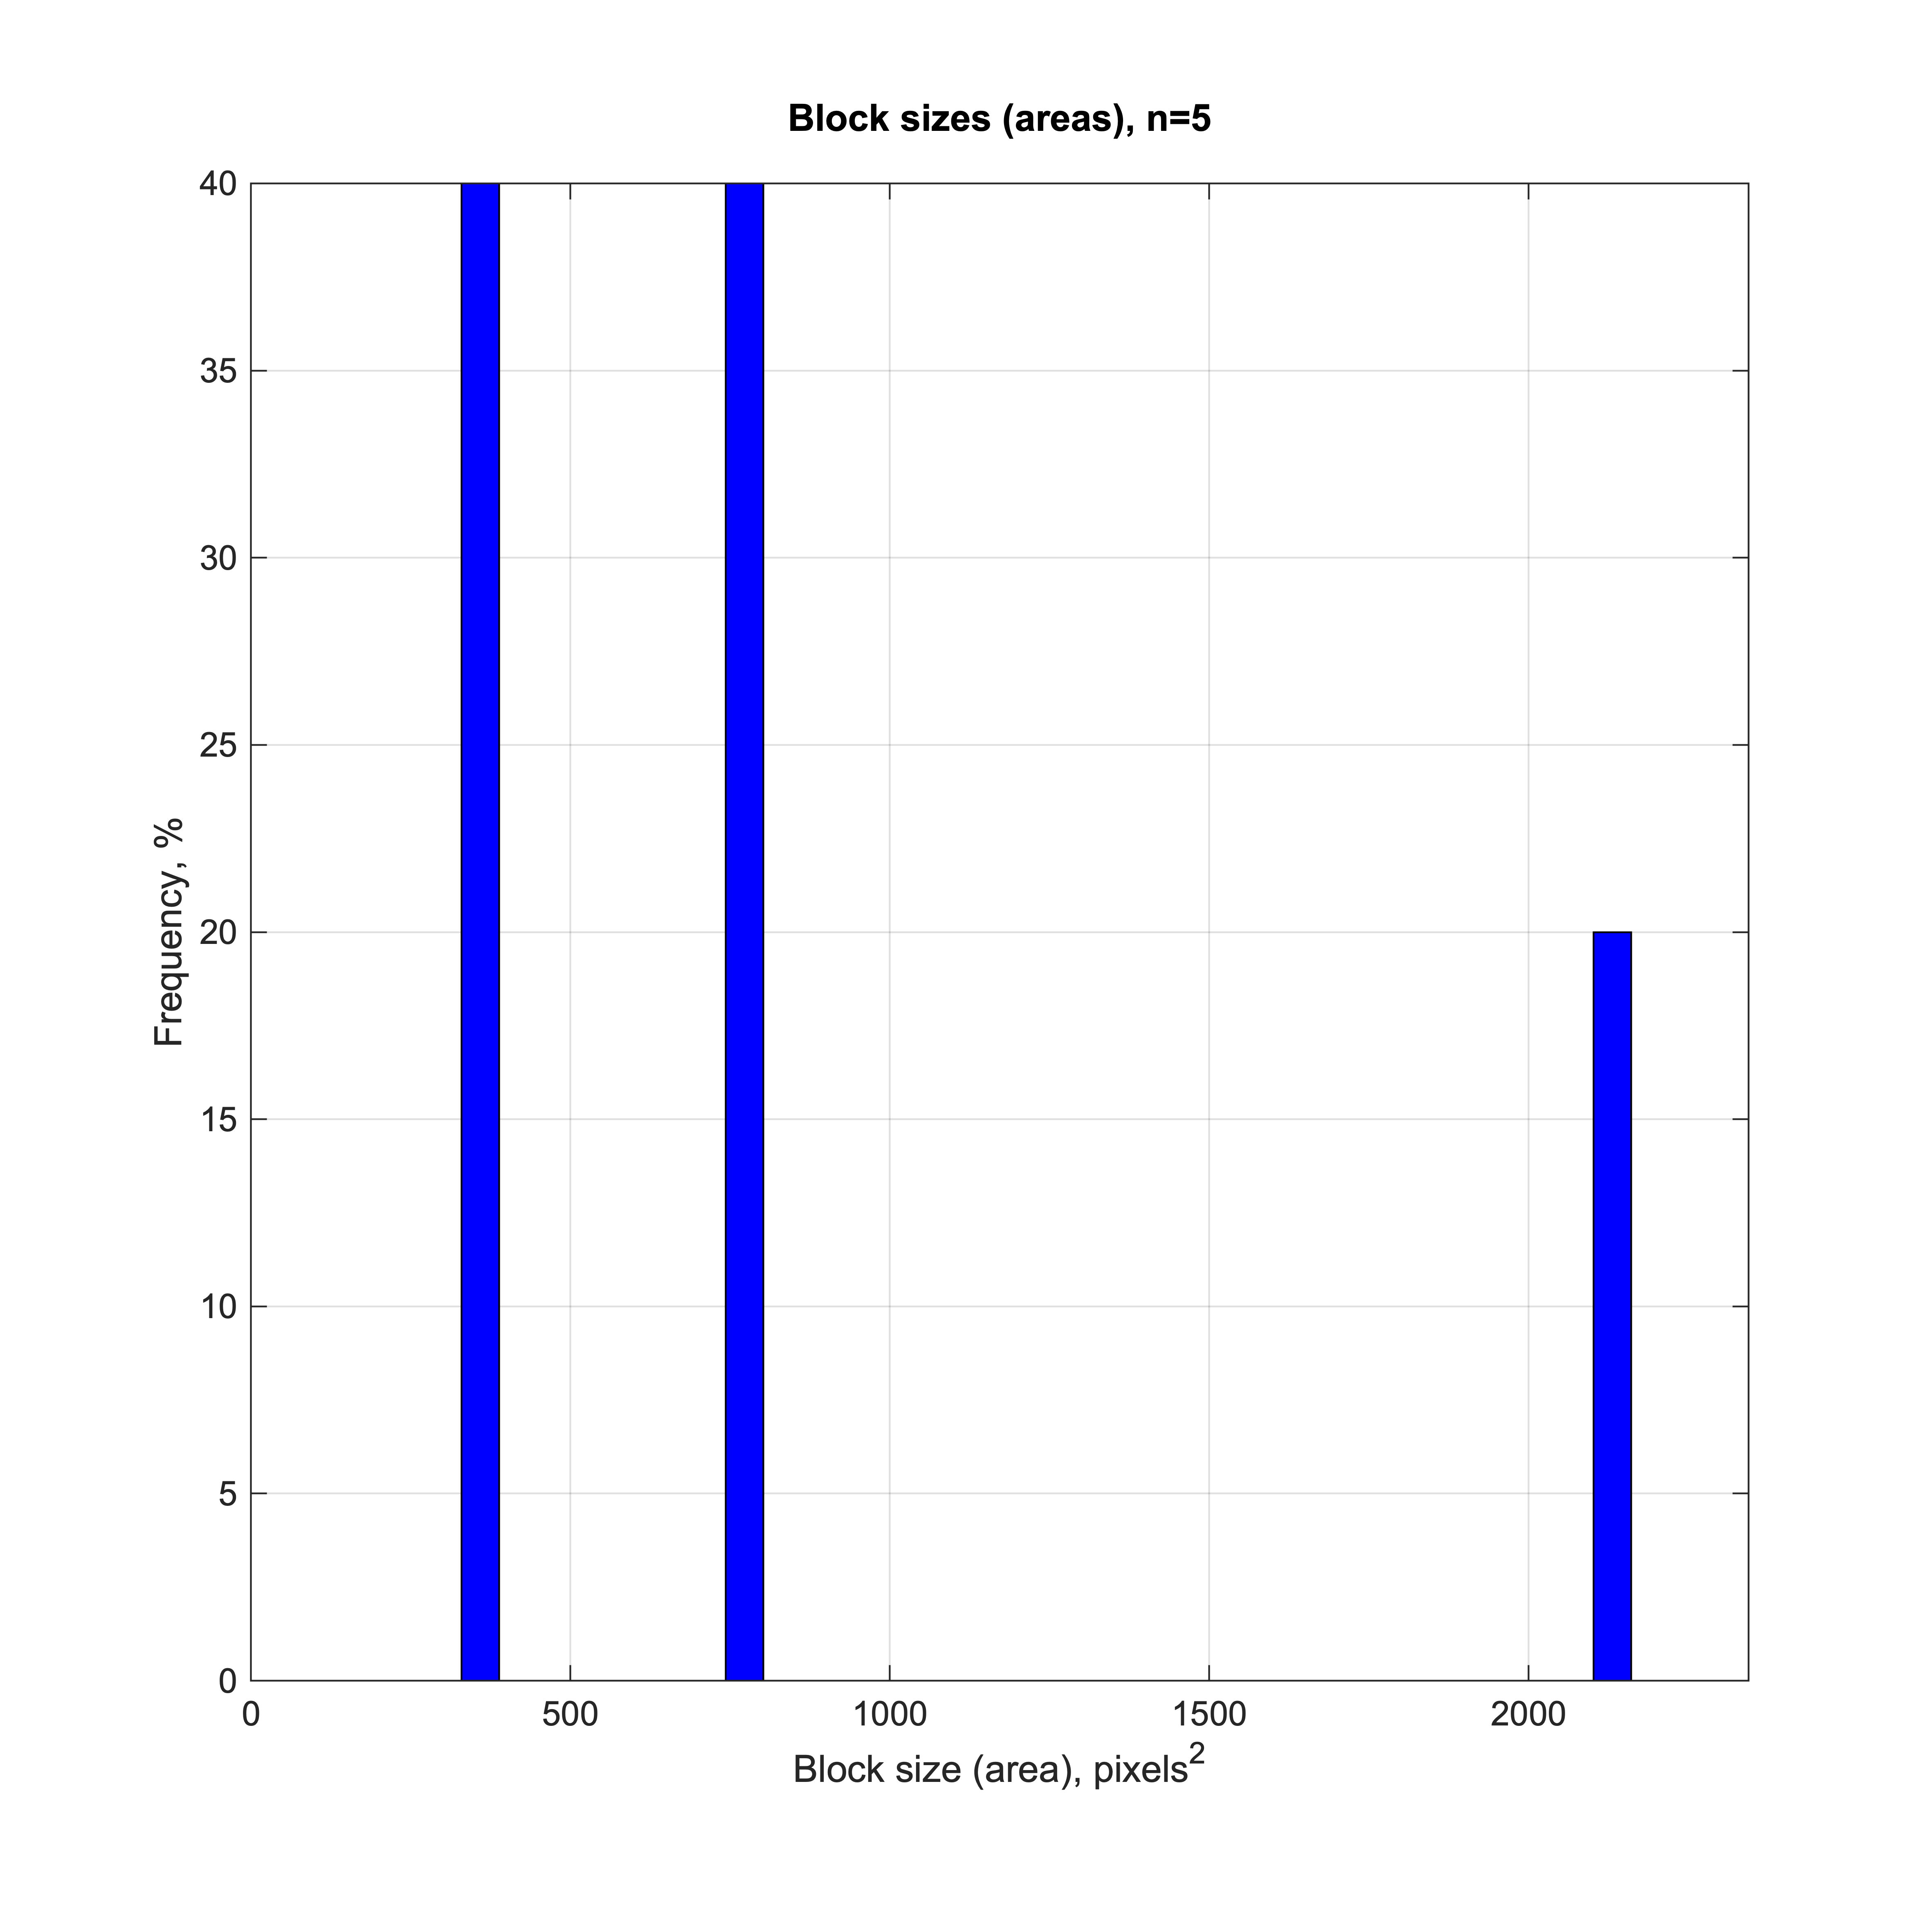 Block sizes (areas), n=5
40
35
30
25
20
15
10
5
0
Frequency, %
0 500 1000 1500 2000
Block size (area), pixels²